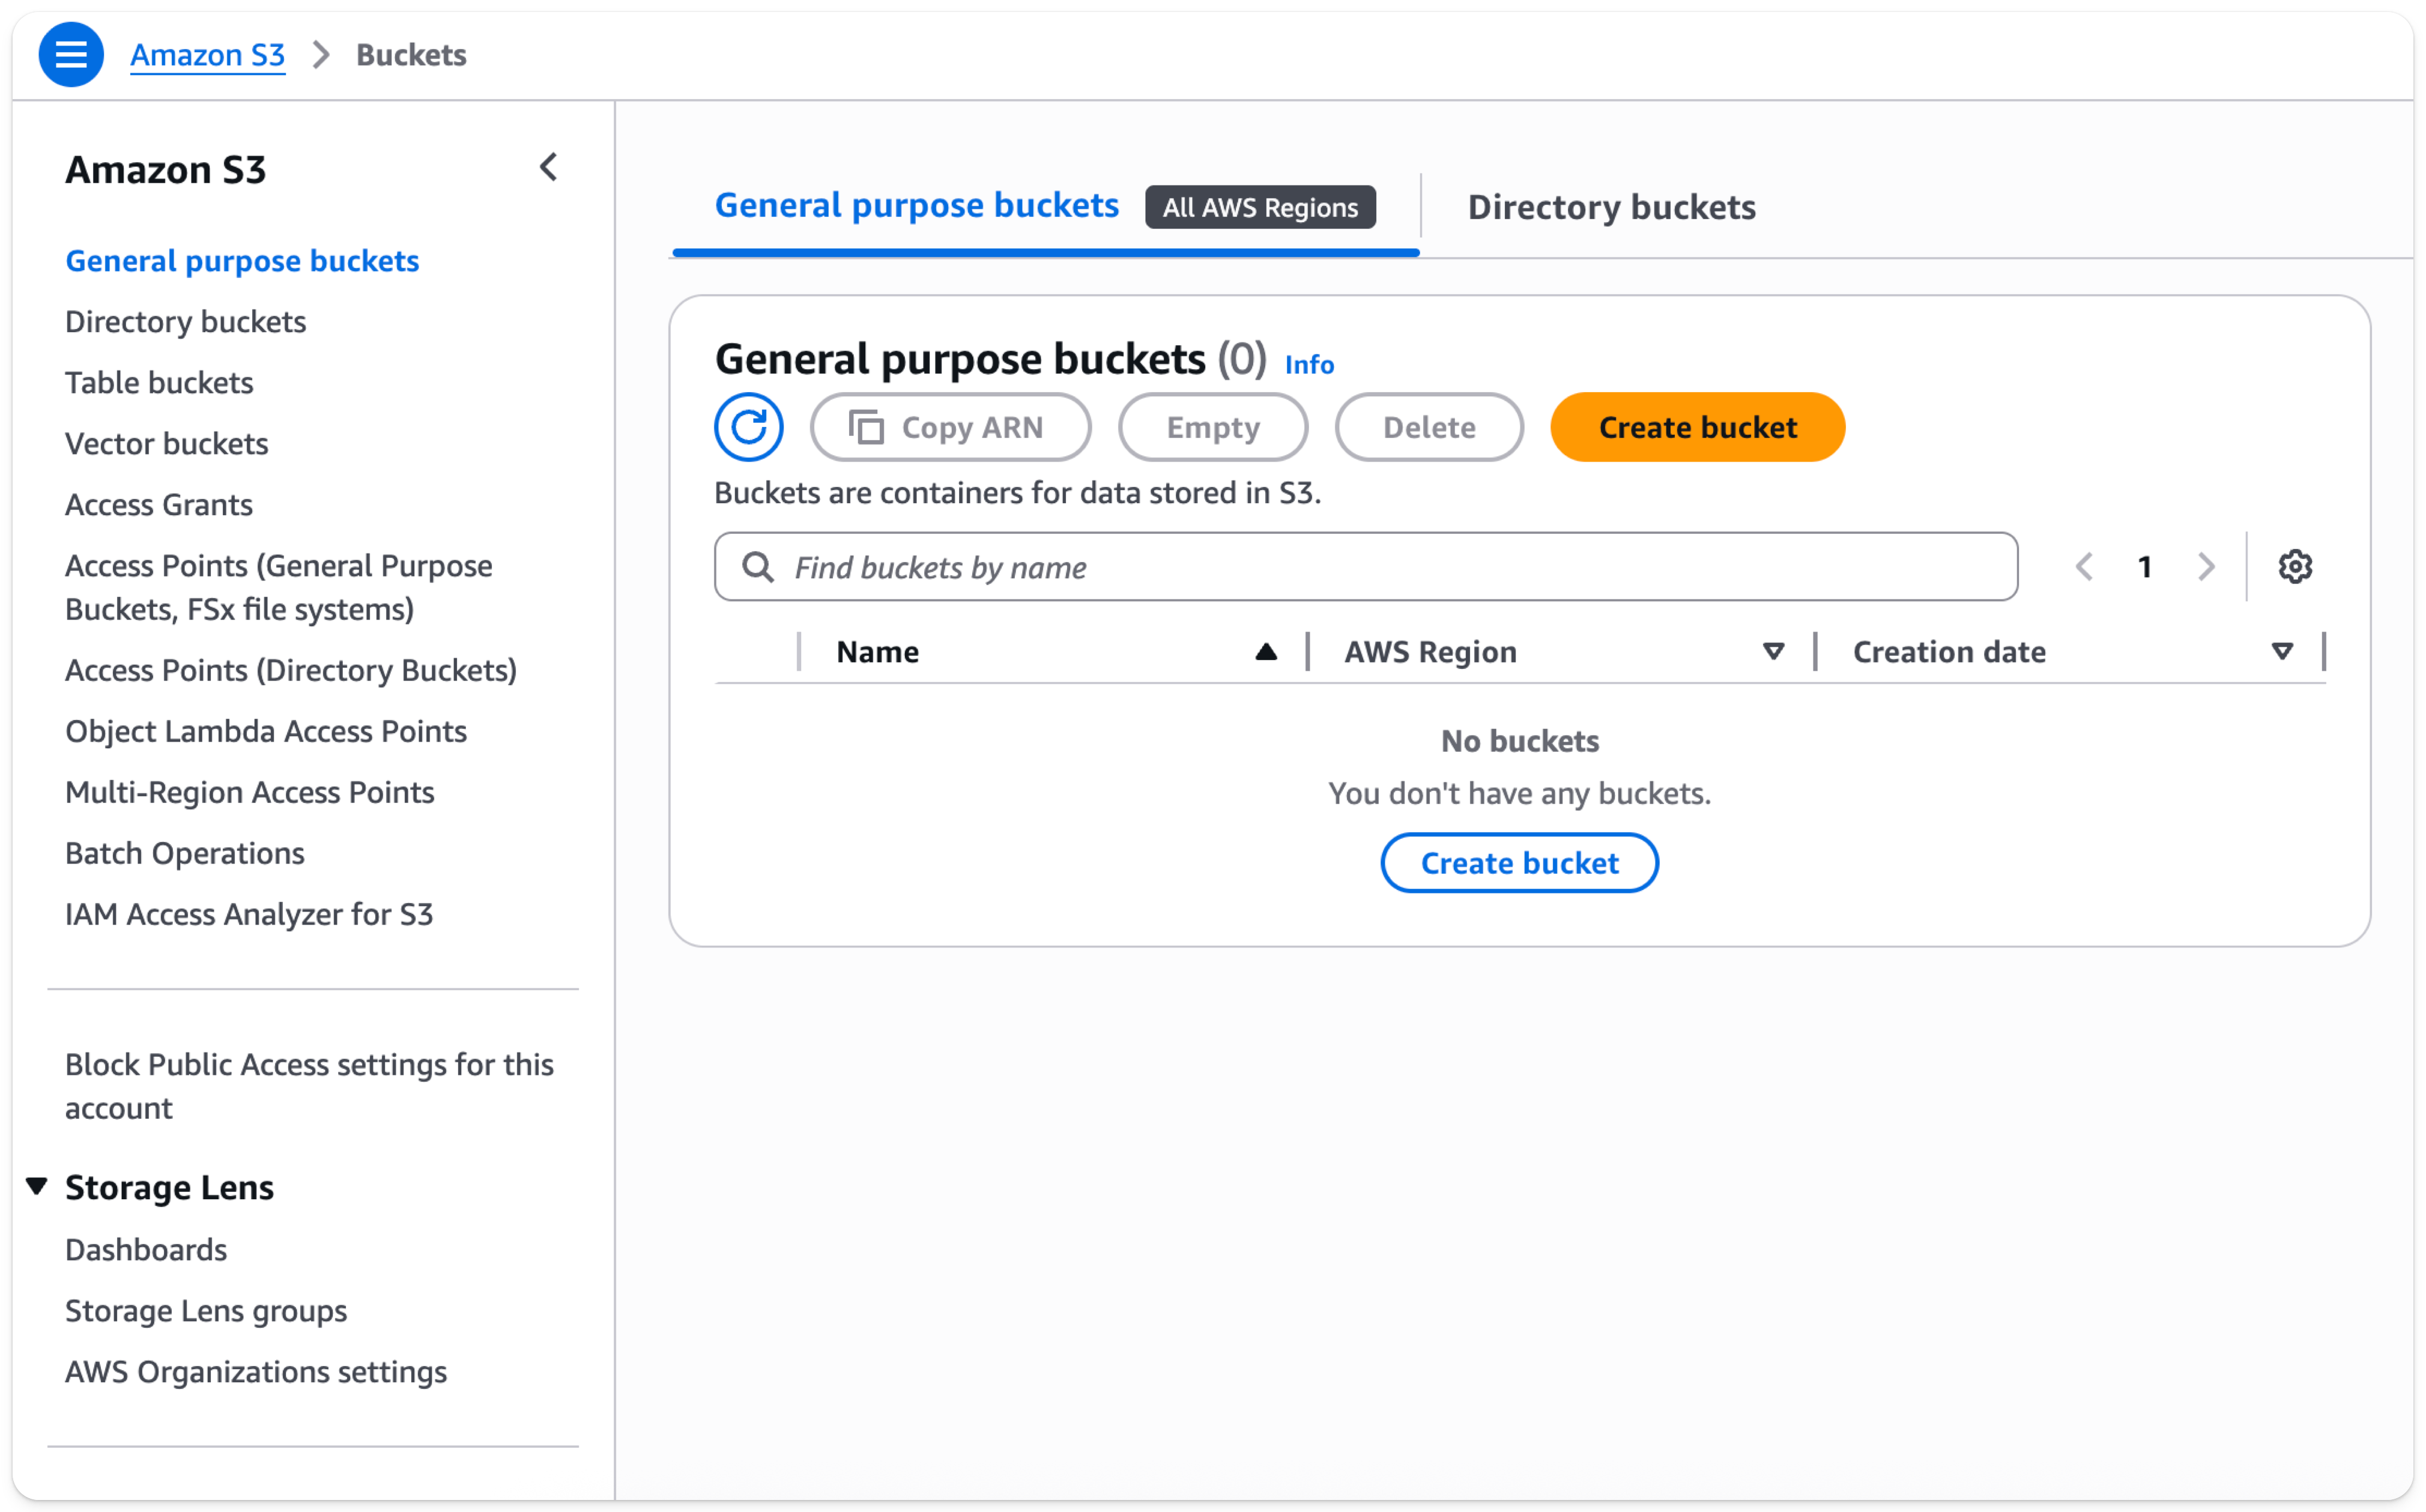 Amazon S3 Buckets
Amazon S3
General purpose buckets
Directory buckets
Table buckets
Vector buckets
Access Grants
Access Points (General Purpose
Buckets, FSx file systems)
Access Points (Directory Buckets)
Object Lambda Access Points
Multi-Region Access Points
Batch Operations
IAM Access Analyzer for S3
Block Public Access settings for this
account
Storage Lens
Dashboards
Storage Lens groups
AWS Organizations settings
General purpose buckets All AWS Regions Directory buckets
General purpose buckets (0) Info
Copy ARN Empty Delete Create bucket
Buckets are containers for data stored in S3.
Find buckets by name 1
Name AWS Region Creation date
No buckets
You don't have any buckets.
Create bucket